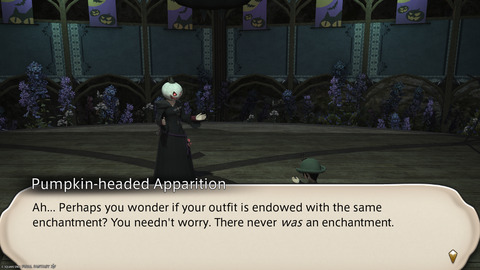 Pumpkin-headed Apparition
Ah... Perhaps you wonder if your outfit is endowed with the same
enchantment? You needn't worry. There never was an enchantment.